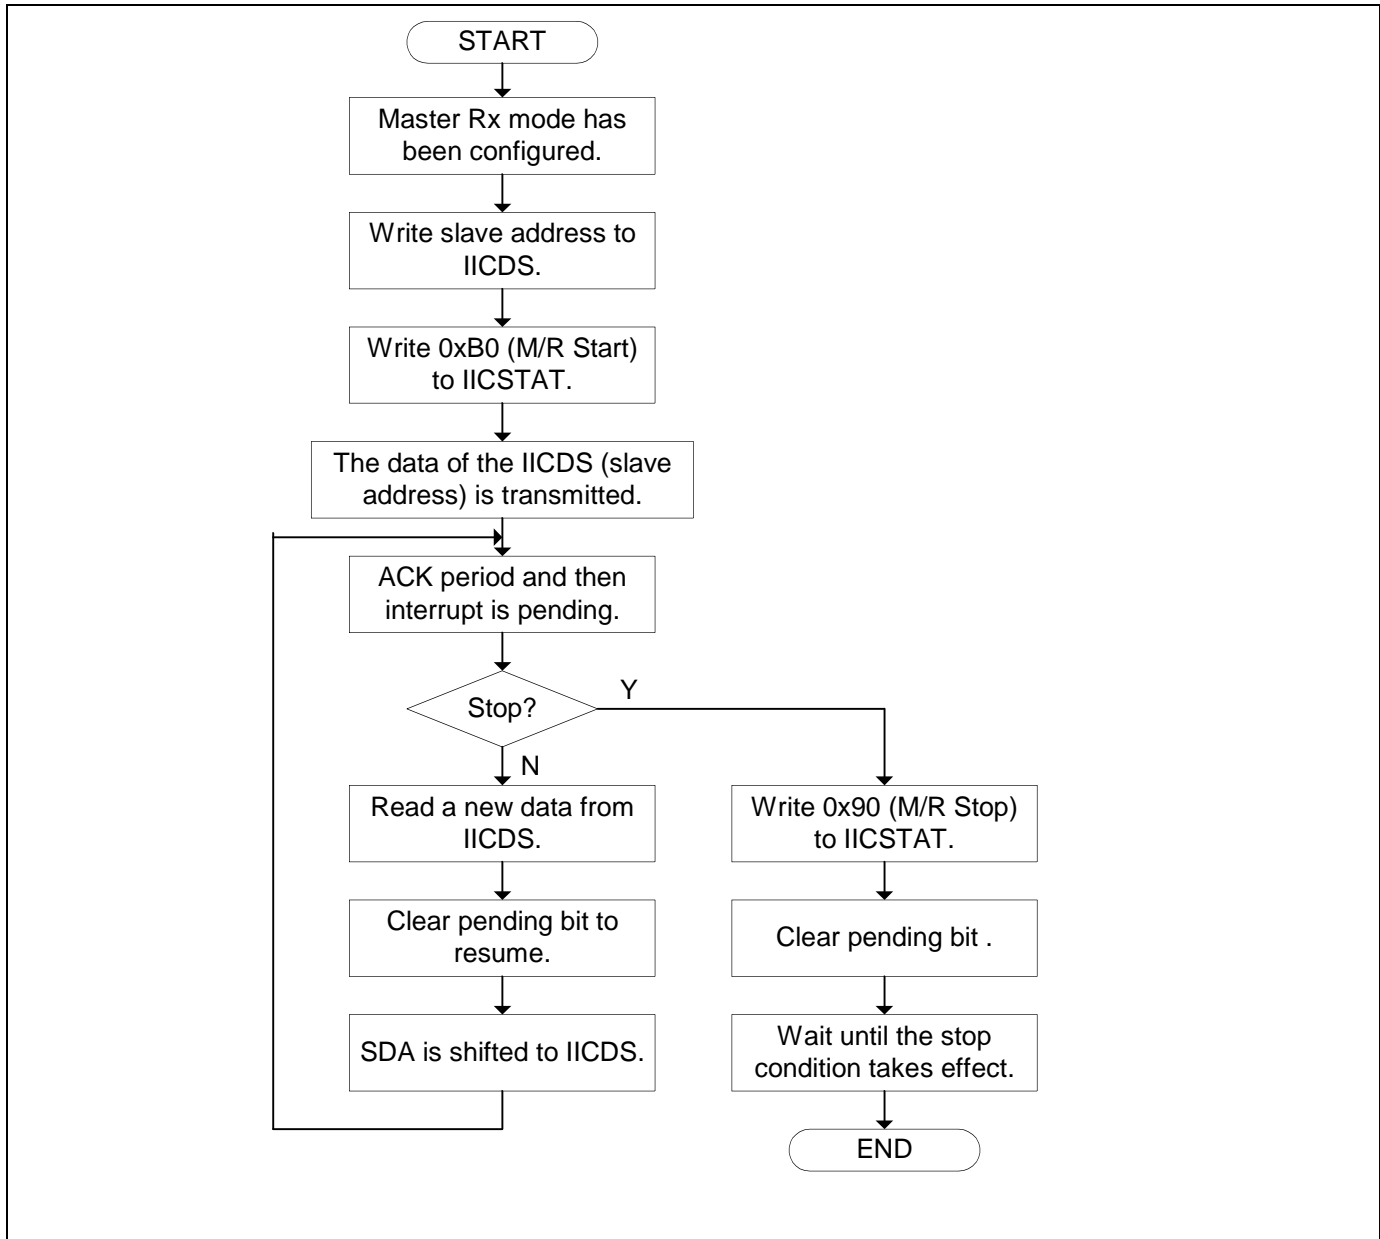 START
Master Rx mode has
been configured.
Write slave address to
IICDS.
Write 0xB0 (M/R Start)
to IICSTAT.
The data of the IICDS (slave
address) is transmitted.
ACK period and then
interrupt is pending.
Stop?
Y
N
Read a new data from
IICDS.
Clear pending bit to
resume.
SDA is shifted to IICDS.
Write 0x90 (M/R Stop)
to IICSTAT.
Clear pending bit .
Wait until the stop
condition takes effect.
END